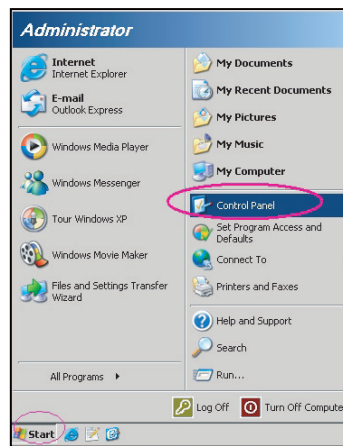 Administrator
Internet
Internet Explorer
E-mail
Outlook Express
Windows Media Player
Windows Messenger
Tour Windows XP
Windows Movie Maker
Files and Settings Transfer
Wizard
All Programs
My Documents
My Recent Documents
My Pictures
My Music
My Computer
Control Panel
Set Program Access and
Defaults
Connect To
Printers and Faxes
Help and Support
Search
Run...
Log Off
Turn Off Compute
Start